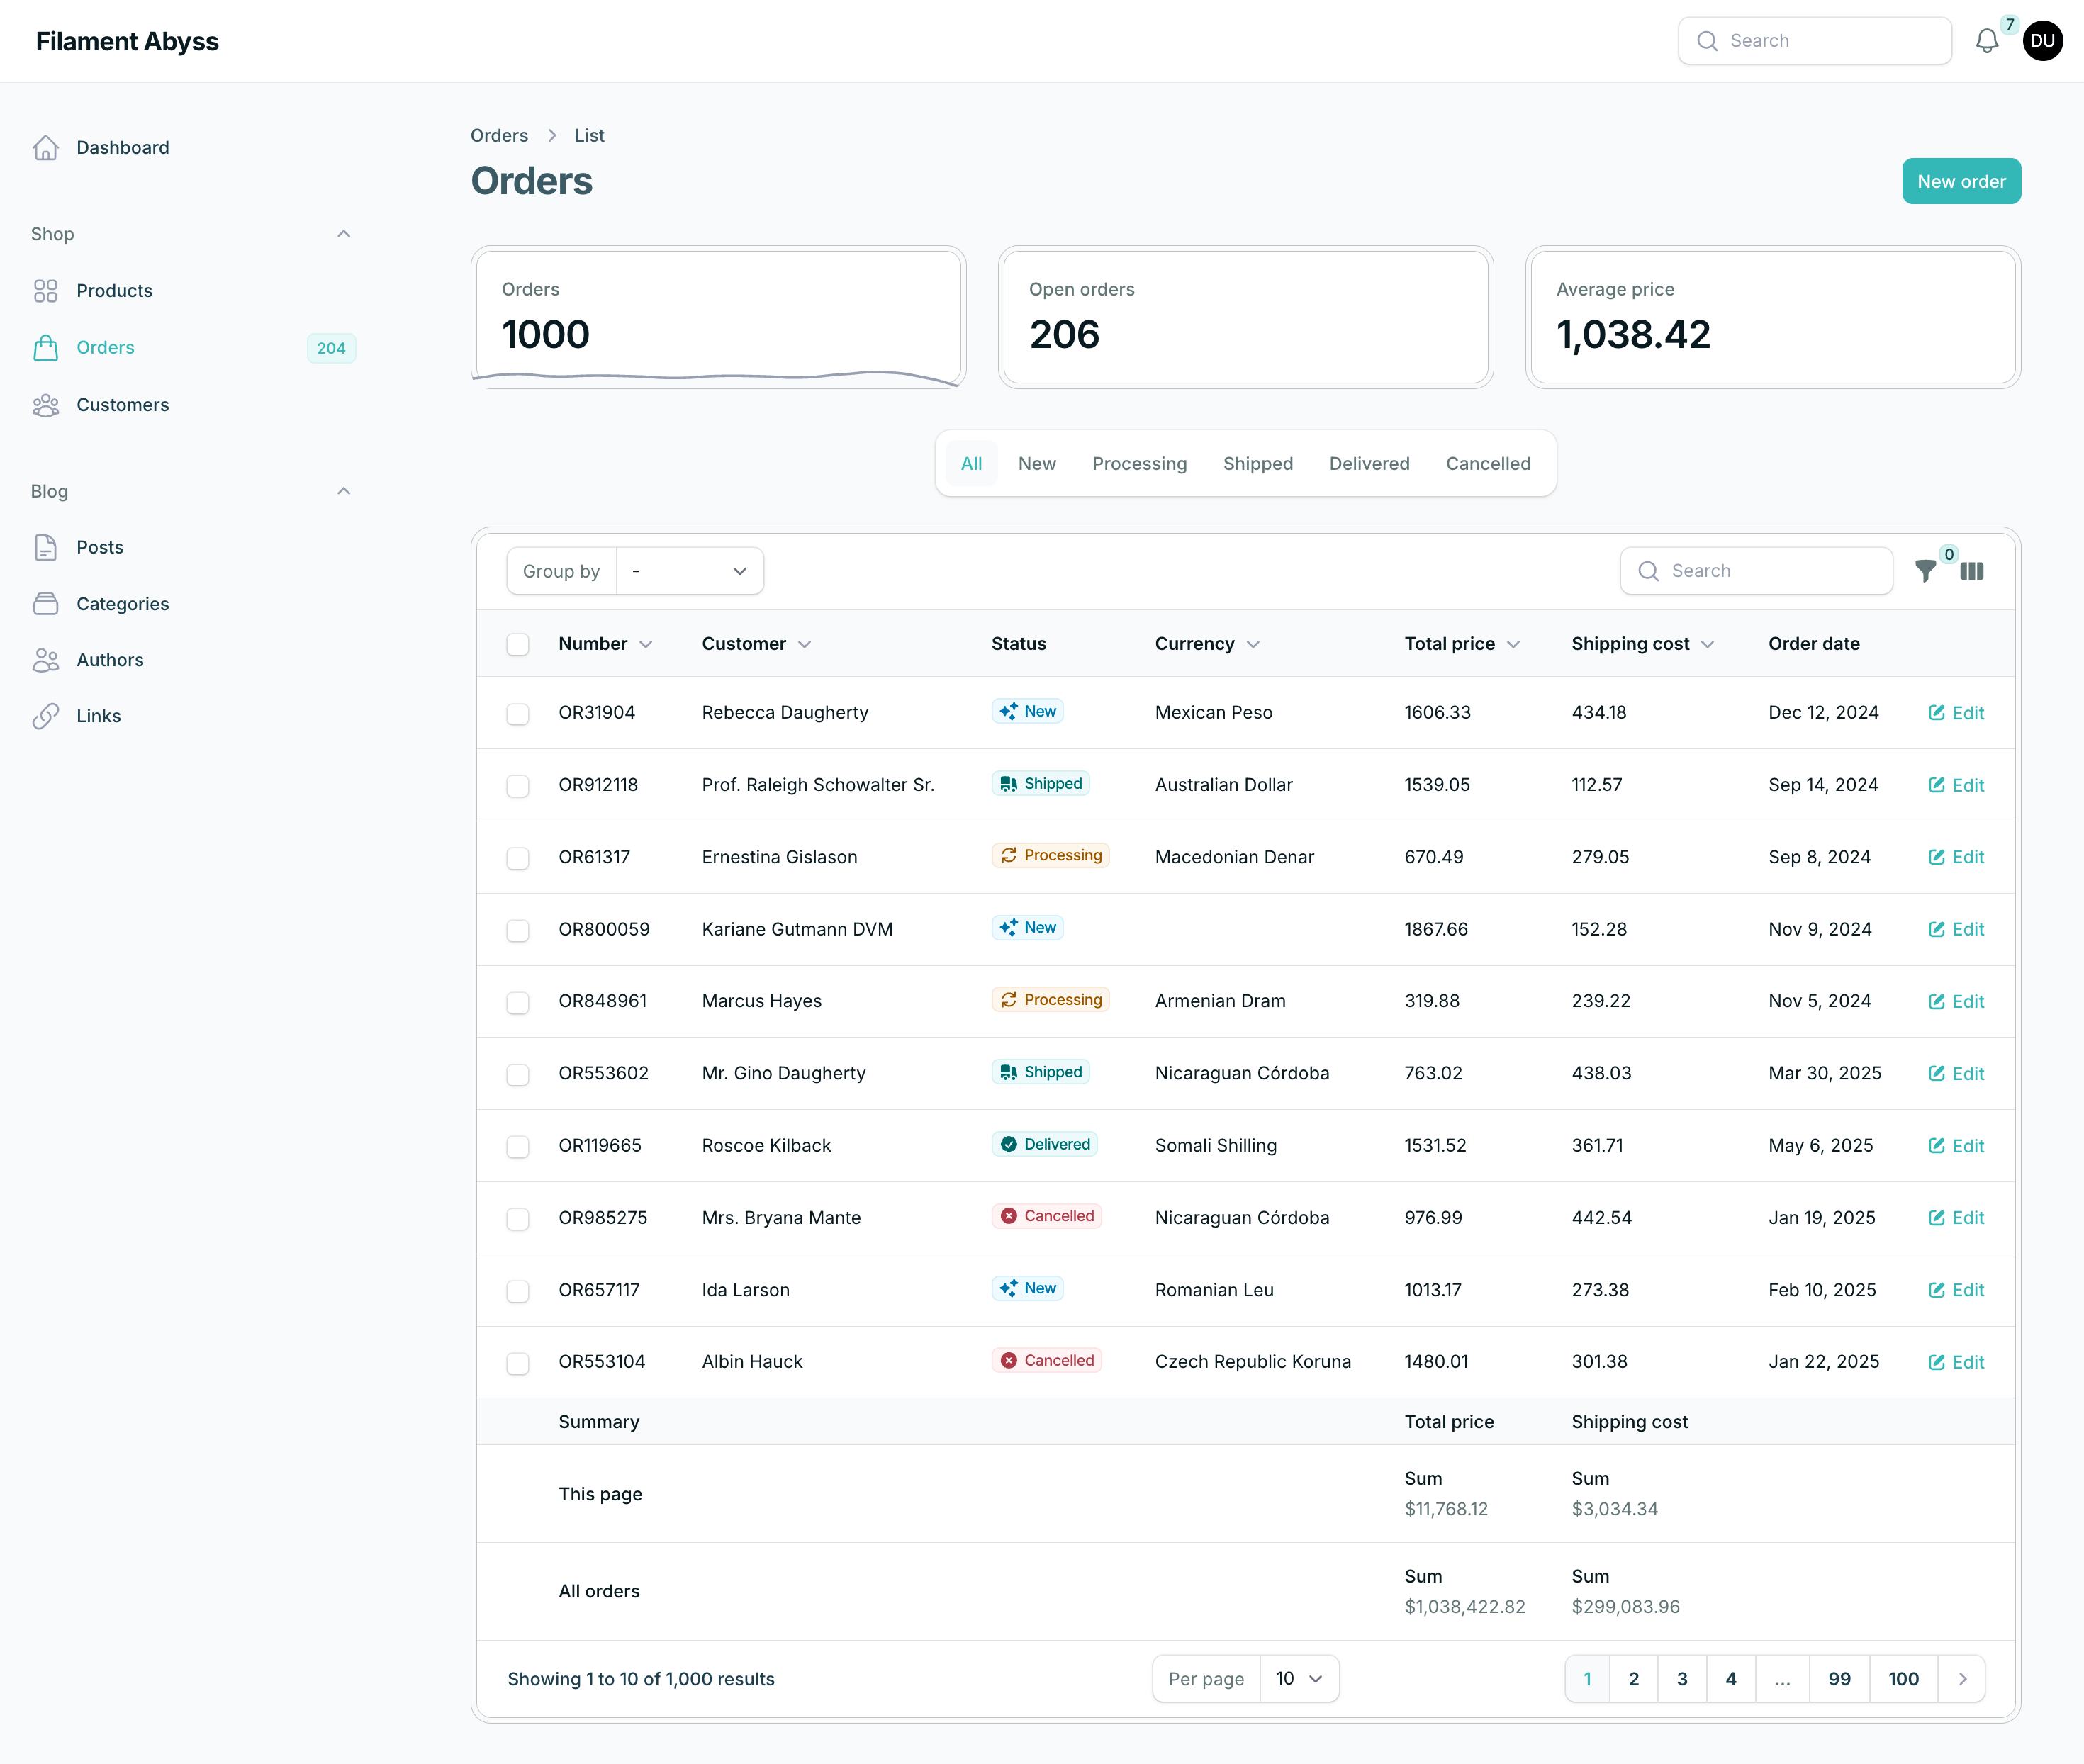 Filament Abyss
Search
7
DU
Dashboard
Shop
Products
Orders 204
Customers
Blog
Posts
Categories
Authors
Links
Orders > List
Orders
New order
Orders
1000
Open orders
206
Average price
1,038.42
All New Processing Shipped Delivered Cancelled
Group by -
Search
0
Number Customer Status Currency Total price Shipping cost Order date
OR31904 Rebecca Daugherty New Mexican Peso 1606.33 434.18 Dec 12, 2024 Edit
OR912118 Prof. Raleigh Schowalter Sr. Shipped Australian Dollar 1539.05 112.57 Sep 14, 2024 Edit
OR61317 Ernestina Gislason Processing Macedonian Denar 670.49 279.05 Sep 8, 2024 Edit
OR800059 Kariane Gutmann DVM New 1867.66 152.28 Nov 9, 2024 Edit
OR848961 Marcus Hayes Processing Armenian Dram 319.88 239.22 Nov 5, 2024 Edit
OR553602 Mr. Gino Daugherty Shipped Nicaraguan Córdoba 763.02 438.03 Mar 30, 2025 Edit
OR119665 Roscoe Kilback Delivered Somali Shilling 1531.52 361.71 May 6, 2025 Edit
OR985275 Mrs. Bryana Mante Cancelled Nicaraguan Córdoba 976.99 442.54 Jan 19, 2025 Edit
OR657117 Ida Larson New Romanian Leu 1013.17 273.38 Feb 10, 2025 Edit
OR553104 Albin Hauck Cancelled Czech Republic Koruna 1480.01 301.38 Jan 22, 2025 Edit
Summary Total price Shipping cost
This page
Sum Sum
$11,768.12 $3,034.34
All orders
Sum Sum
$1,038,422.82 $299,083.96
Showing 1 to 10 of 1,000 results Per page 10 1 2 3 4 ... 99 100